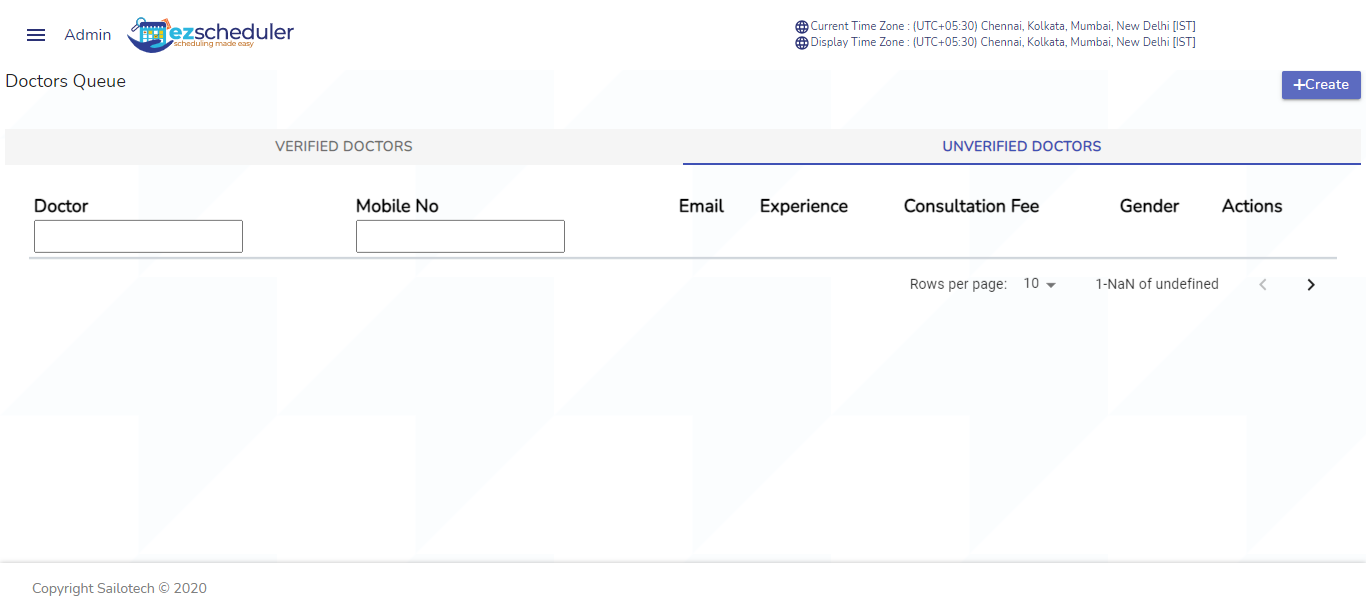 Admin
ezscheduler
scheduling made easy
Current Time Zone : (UTC+05:30) Chennai, Kolkata, Mumbai, New Delhi [IST]
Display Time Zone : (UTC+05:30) Chennai, Kolkata, Mumbai, New Delhi [IST]
Doctors Queue
+Create
VERIFIED DOCTORS
UNVERIFIED DOCTORS
Doctor Mobile No Email Experience Consultation Fee Gender Actions
Rows per page: 10 1-NaN of undefined
Copyright Sailotech © 2020